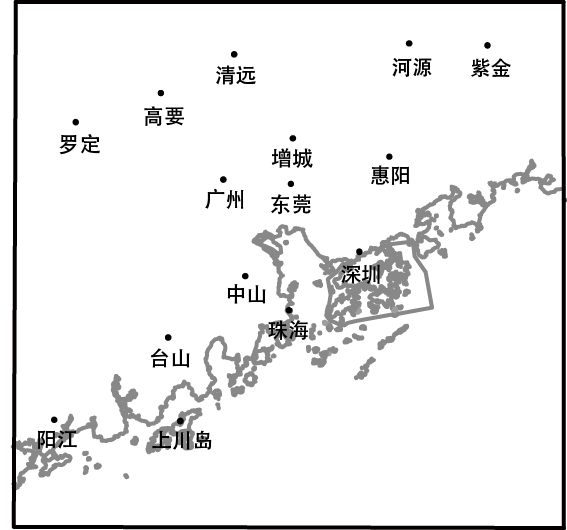 河源
紫金
清远
高要
罗定
增城
惠阳
广州
东莞
深圳
中山
珠海
台山
阳江
上川岛